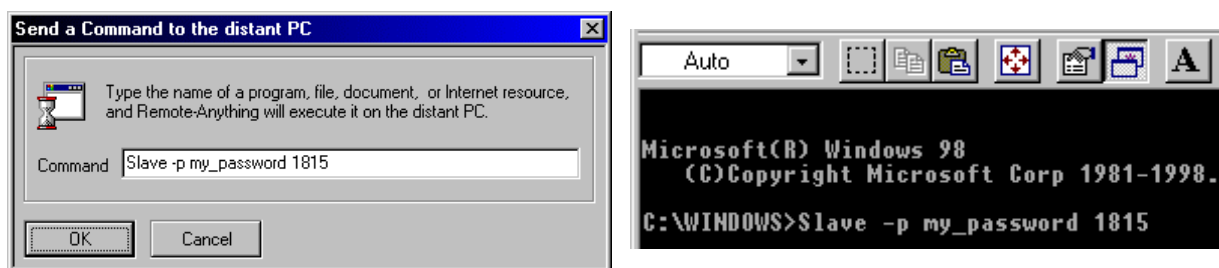 Send a Command to the distant PC
Type the name of a program, file, document, or Internet resource,
and Remote-Anything will execute it on the distant PC.
Command Slave -p my_password 1815
OK Cancel
Auto A
Microsoft(R) Windows 98
(C)Copyright Microsoft Corp 1981-1998.
C:\WINDOWS>Slave -p my_password 1815